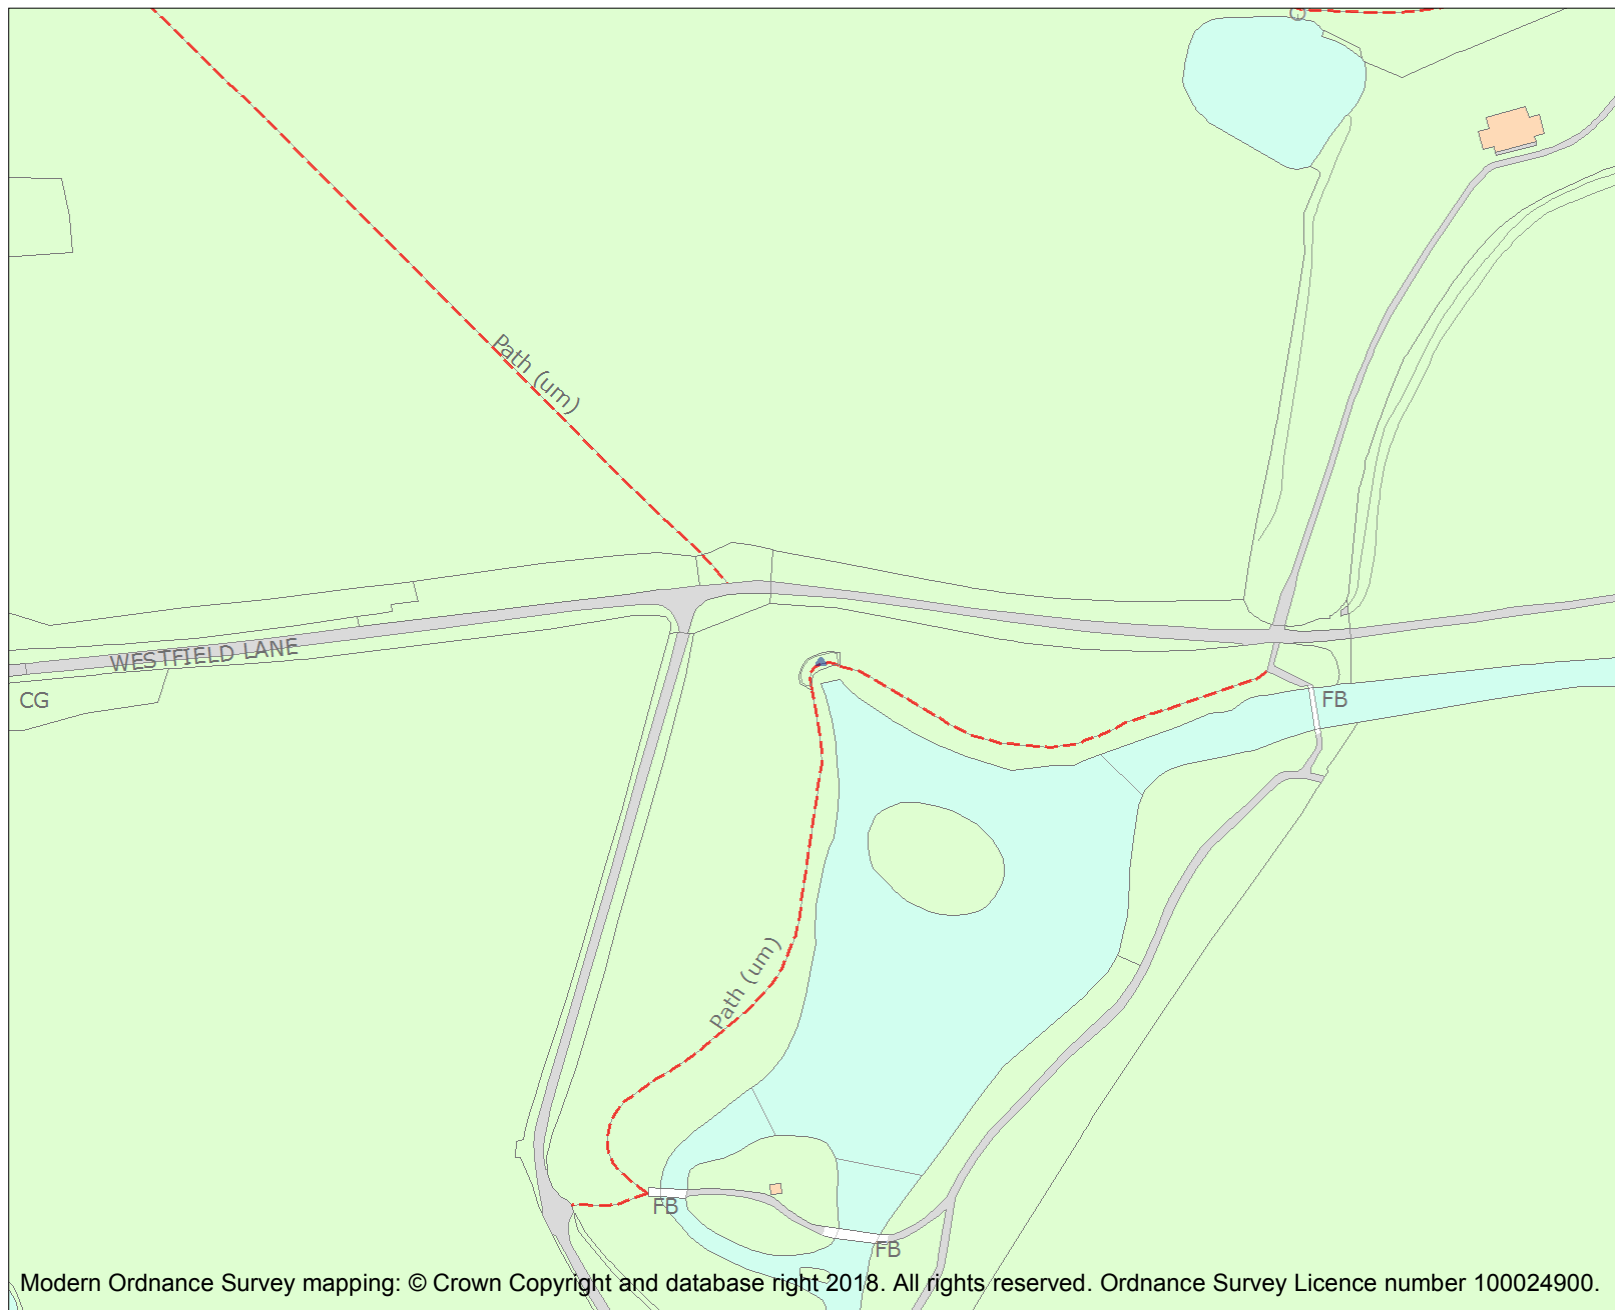 Path (um)
WESTFIELD LANE
CG
FB
Path (um)
FB
FB
Modern Ordnance Survey mapping: © Crown Copyright and database right 2018. All rights reserved. Ordnance Survey Licence number 100024900.